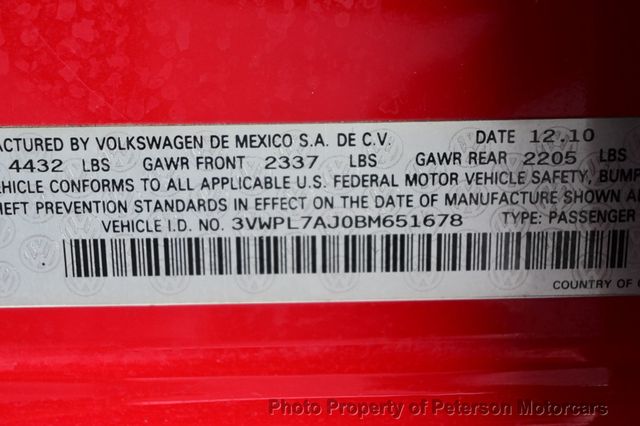 ACTURED BY VOLKSWAGEN DE MEXICO S.A. DE C.V. DATE 12.10
4432 LBS GAWR FRONT 2337 LBS GAWR REAR 2205 LBS
EHICLE CONFORMS TO ALL APPLICABLE U.S. FEDERAL MOTOR VEHICLE SAFETY, BUMP
HEFT PREVENTION STANDARDS IN EFFECT ON THE DATE OF MANUFACTURE SHOWN A
VEHICLE I.D. NO. 3VWPL7AJ0BM651678 TYPE: PASSENGER
COUNTRY OF
Photo Property of Peterson Motorcars